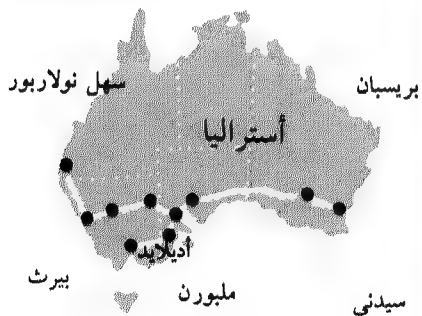 سهل نولاربور
بريسبان
أستراليا
أديلايد
بيرث
ملبورن
سيدني